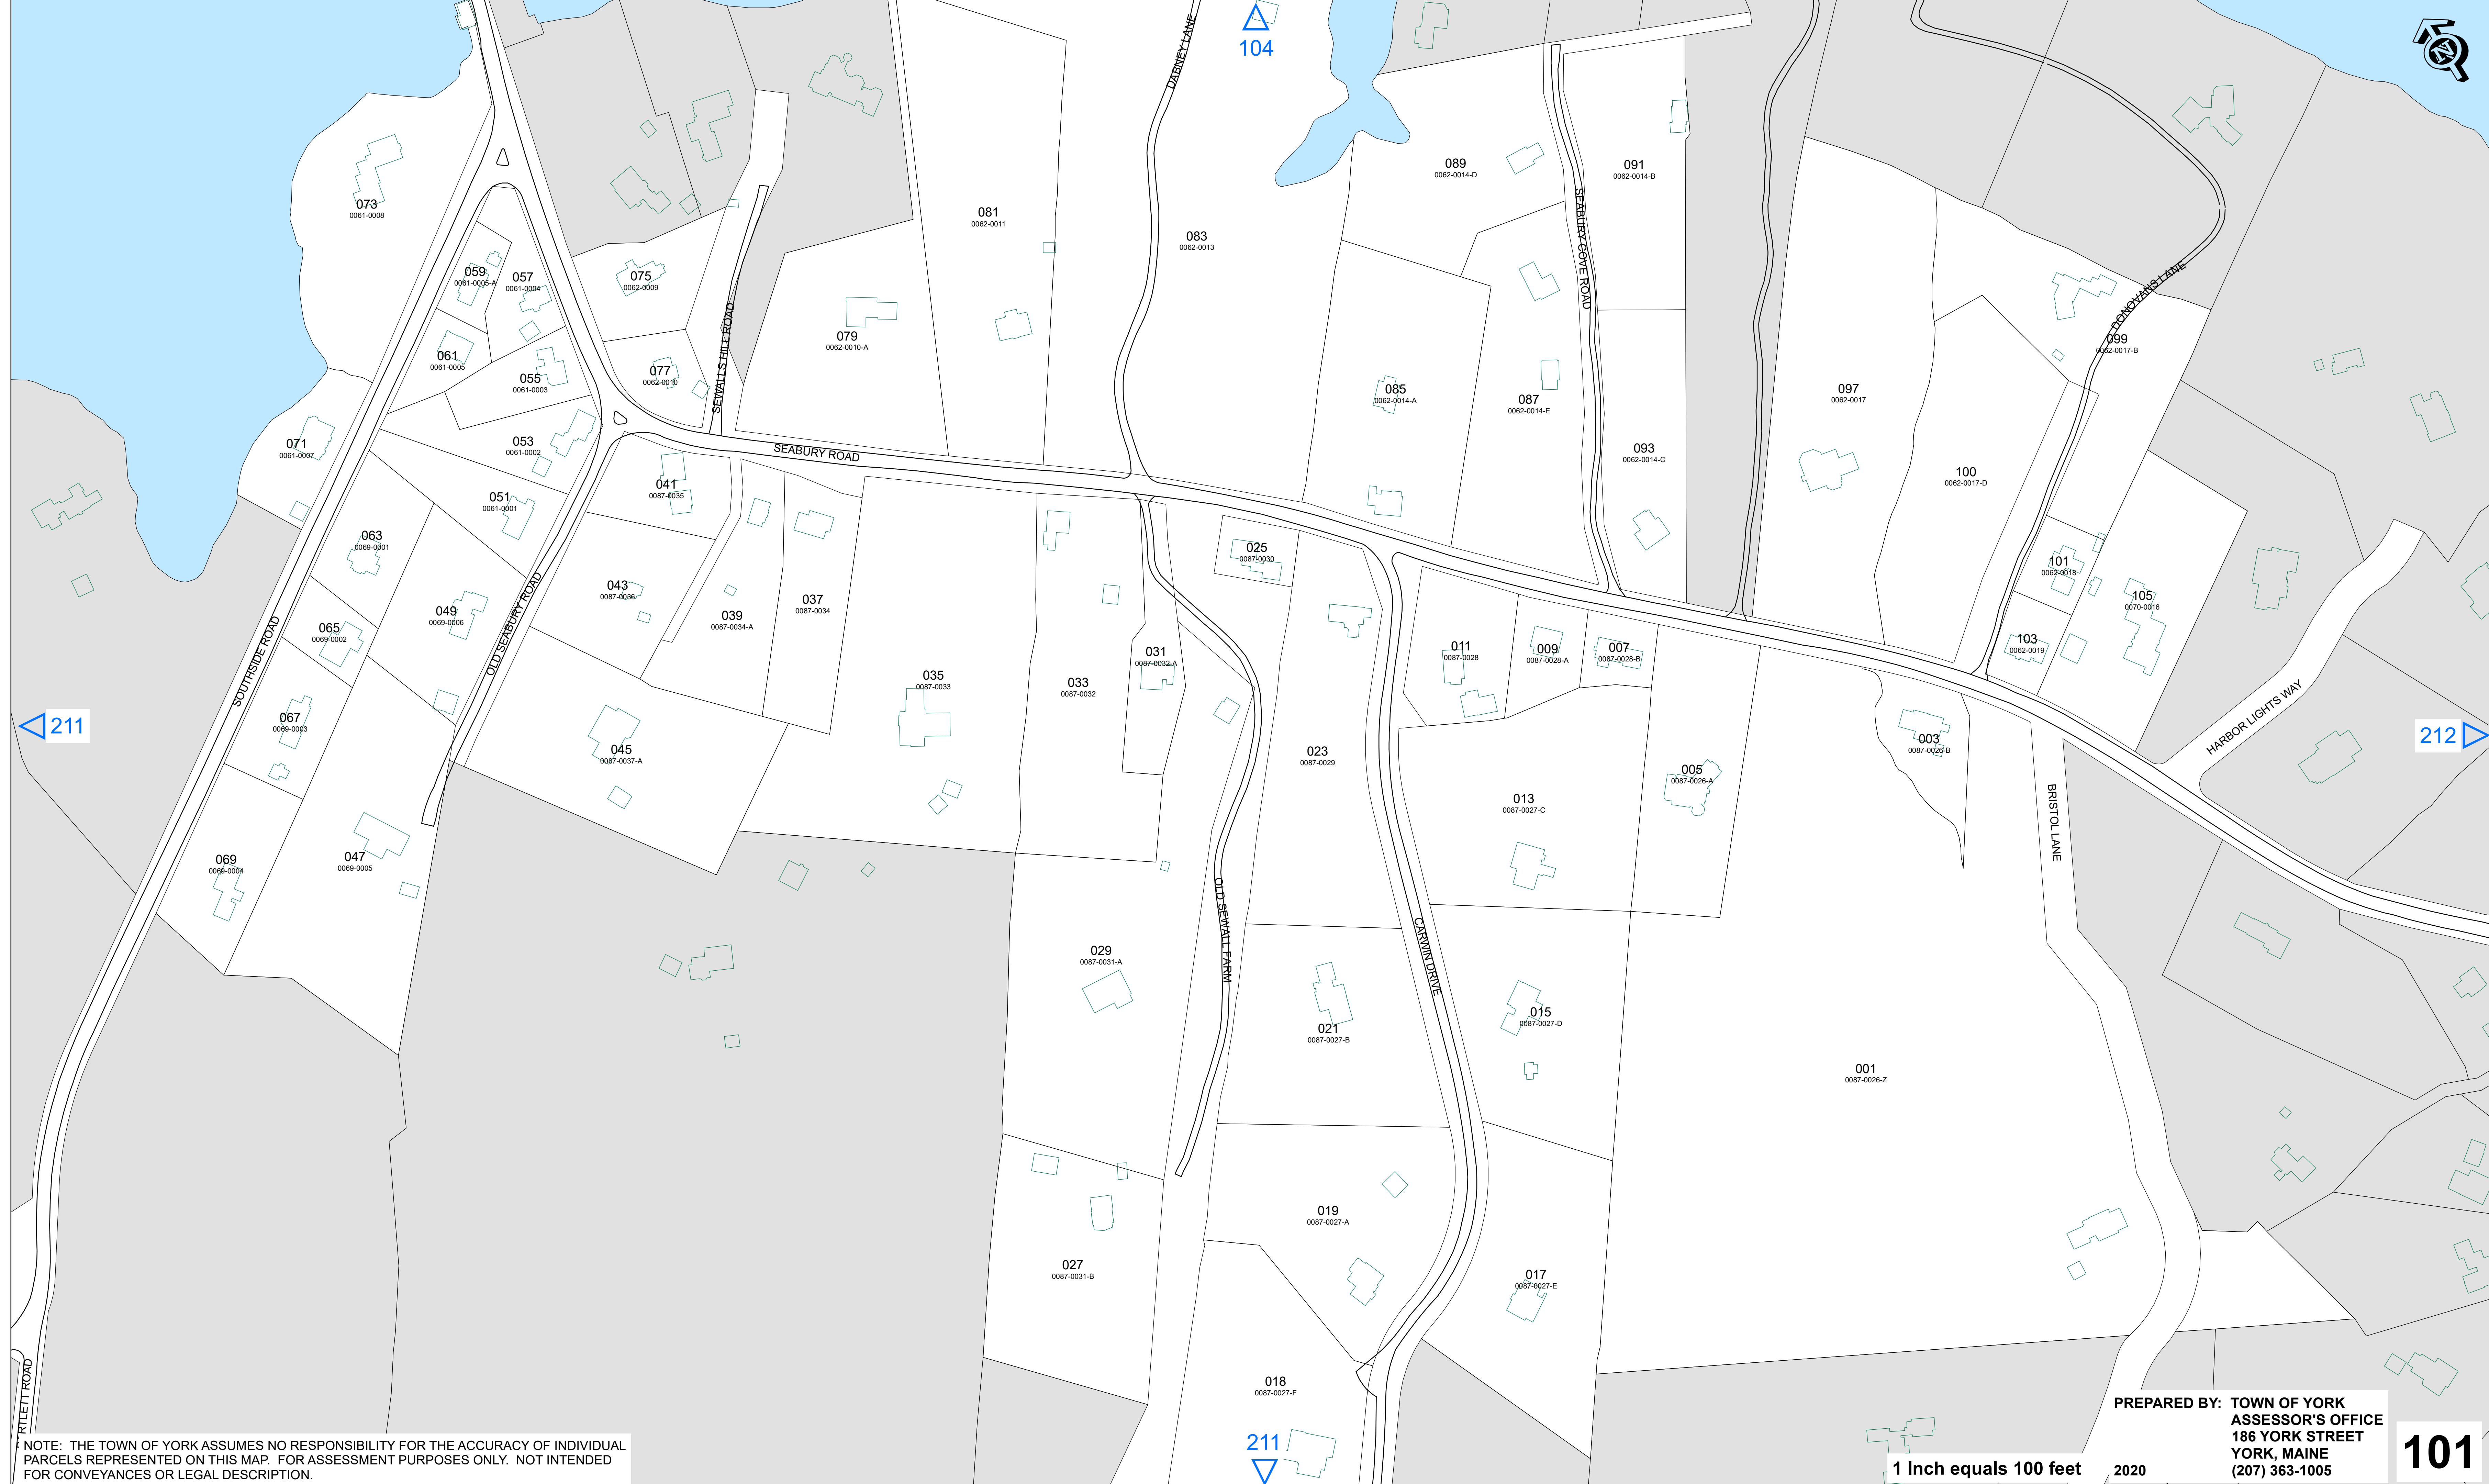 104
N
DABNEY LANE
073
0061-0008
059
0061-0005-A
057
0061-0004
061
0061-0005
055
0061-0003
053
0061-0002
051
0061-0001
071
0061-0007
063
0069-0001
065
0069-0002
067
0069-0003
069
0069-0004
049
0069-0006
047
0069-0005
SOUTHSIDE ROAD
OLD SEABURY ROAD
075
0062-0009
077
0062-0010
SEWALLS HILL ROAD
079
0062-0010-A
081
0062-0011
083
0062-0013
085
0062-0014-A
087
0062-0014-E
089
0062-0014-D
091
0062-0014-B
093
0062-0014-C
SEABURY COVE ROAD
097
0062-0017
100
0062-0017-D
099
0062-0017-B
DONOVANS LANE
101
0062-0018
103
0062-0019
105
0070-0016
HARBOR LIGHTS WAY
SEABURY ROAD
041
0087-0035
043
0087-0036
039
0087-0034-A
037
0087-0034
045
0087-0037-A
035
0087-0033
033
0087-0032
031
0087-0032-A
025
0087-0030
023
0087-0029
011
0087-0028
009
0087-0028-A
007
0087-0028-B
005
0087-0026-A
003
0087-0026-B
013
0087-0027-C
015
0087-0027-D
BRISTOL LANE
CARWIN DRIVE
OLD SEWALL FARM
029
0087-0031-A
027
0087-0031-B
021
0087-0027-B
019
0087-0027-A
017
0087-0027-E
018
0087-0027-F
001
0087-0026-Z
211
212
211
RTLETT ROAD
NOTE: THE TOWN OF YORK ASSUMES NO RESPONSIBILITY FOR THE ACCURACY OF INDIVIDUAL
PARCELS REPRESENTED ON THIS MAP. FOR ASSESSMENT PURPOSES ONLY. NOT INTENDED
FOR CONVEYANCES OR LEGAL DESCRIPTION.
1 Inch equals 100 feet
PREPARED BY: TOWN OF YORK
ASSESSOR'S OFFICE
186 YORK STREET
YORK, MAINE
2020 (207) 363-1005
101